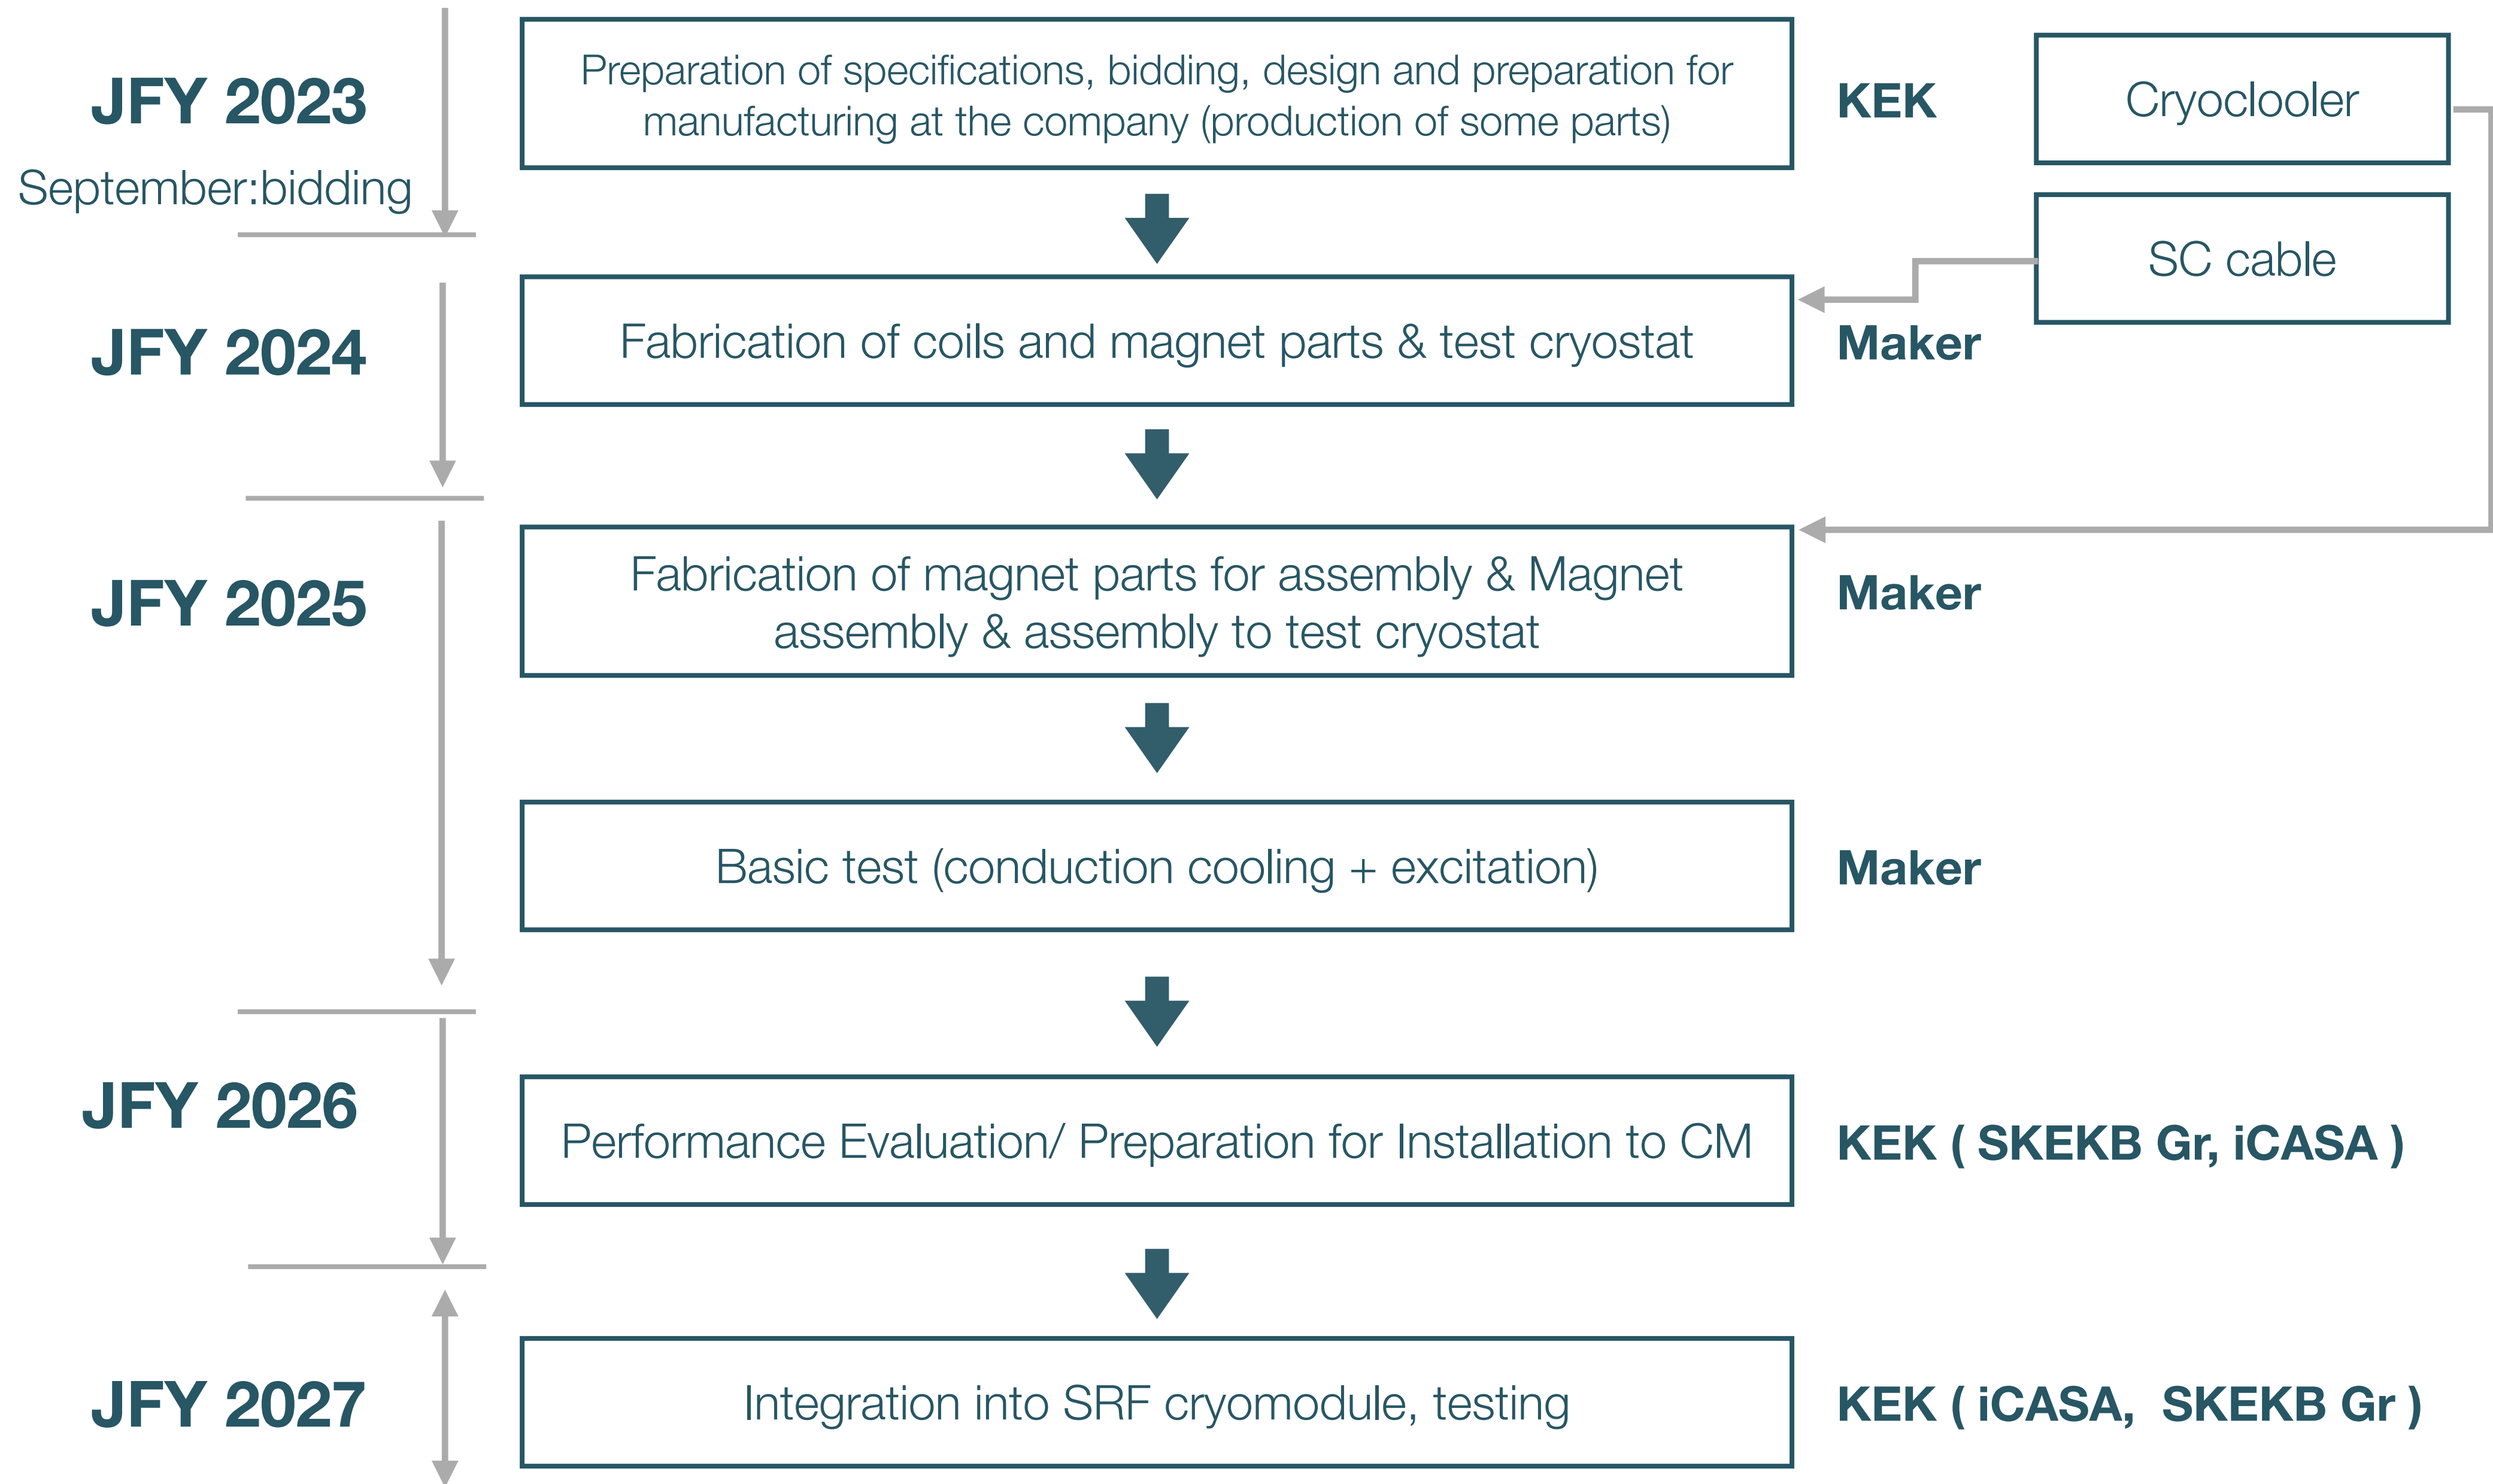 JFY 2023
September:bidding
Preparation of specifications, bidding, design and preparation for
manufacturing at the company (production of some parts)
KEK
Cryoclooler
SC cable
JFY 2024
Fabrication of coils and magnet parts & test cryostat
Maker
JFY 2025
Fabrication of magnet parts for assembly & Magnet
assembly & assembly to test cryostat
Maker
Basic test (conduction cooling + excitation)
Maker
JFY 2026
Performance Evaluation/ Preparation for Installation to CM
KEK ( SKEKB Gr, iCASA )
JFY 2027
Integration into SRF cryomodule, testing
KEK ( iCASA, SKEKB Gr )